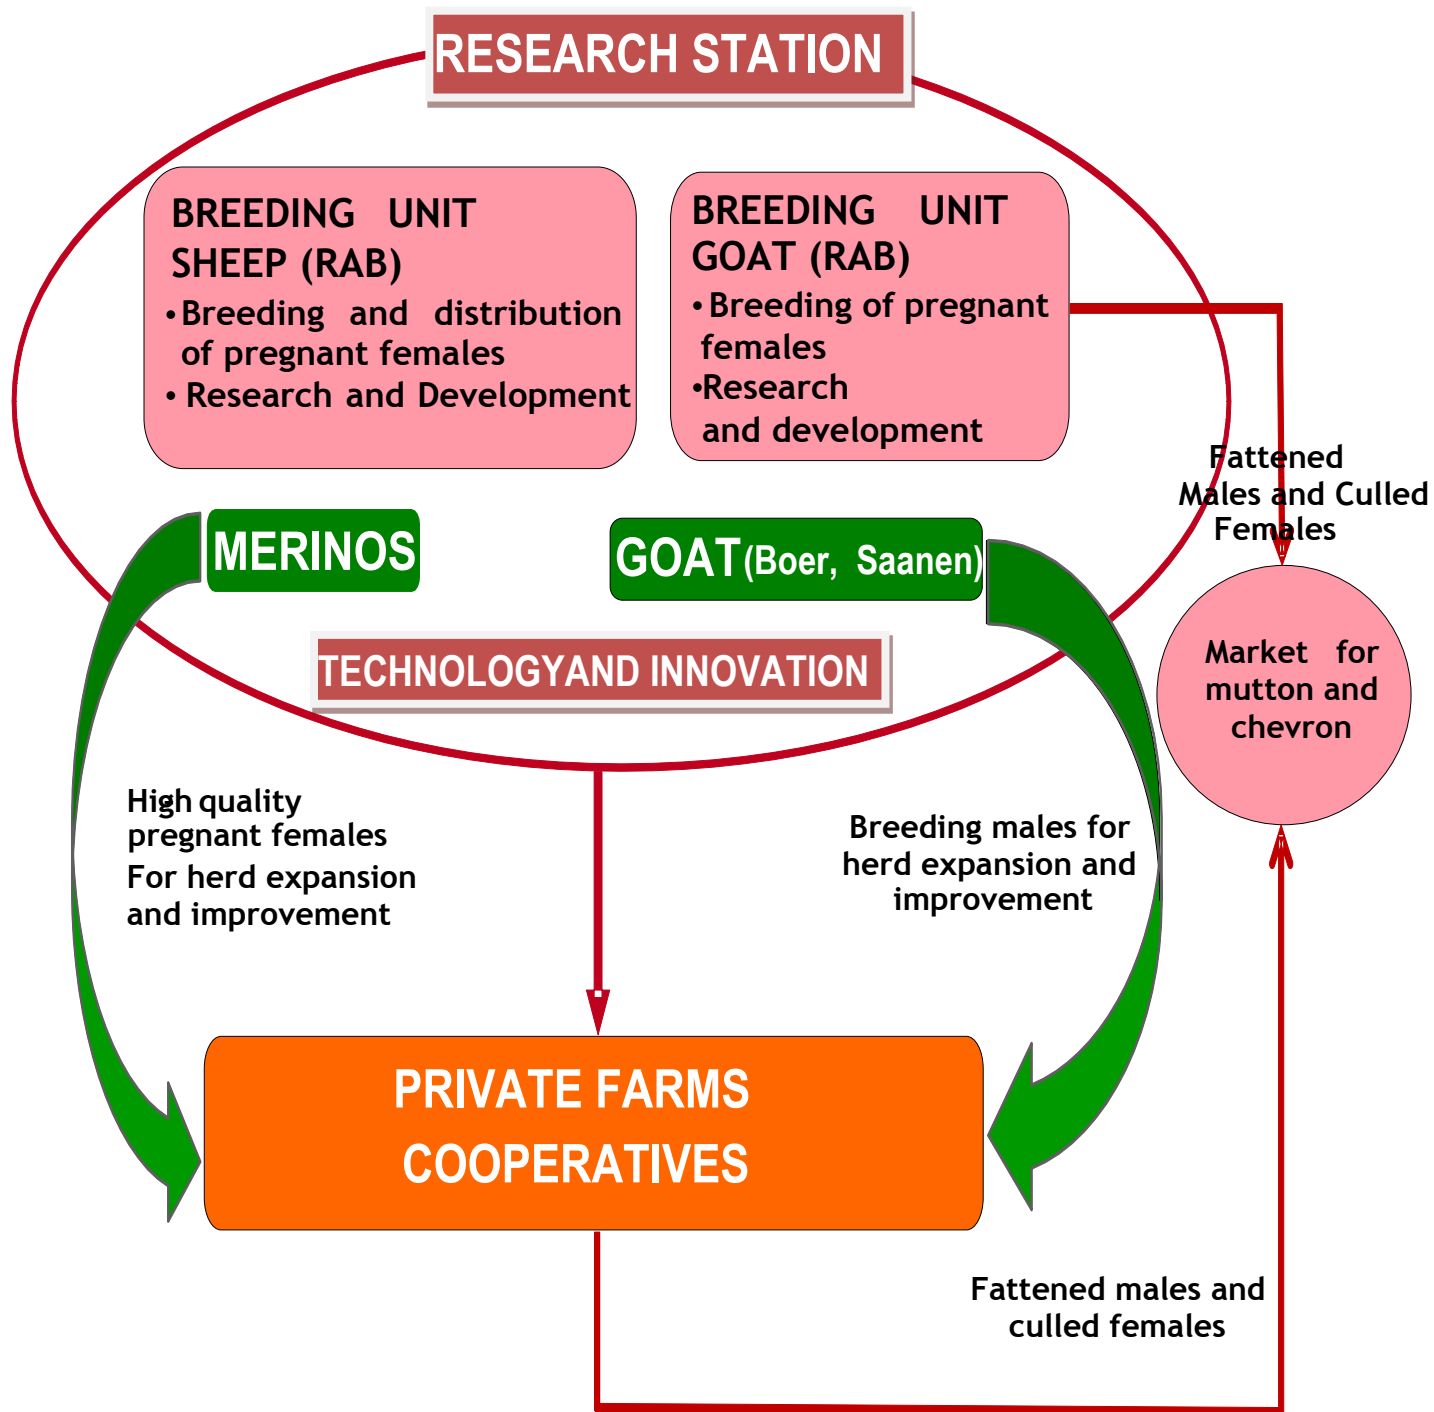 RESEARCH STATION
BREEDING UNIT
SHEEP (RAB)
•Breeding and distribution
of pregnant females
• Research and Development
BREEDING UNIT
GOAT (RAB)
• Breeding of pregnant
females
•Research
and development
Fattened
Males and Culled
Females
MERINOS
GOAT(Boer, Saanen)
TECHNOLOGYAND INNOVATION
Market for
mutton and
chevron
High quality
pregnant females
For herd expansion
and improvement
Breeding males for
herd expansion and
improvement
PRIVATE FARMS
COOPERATIVES
Fattened males and
culled females